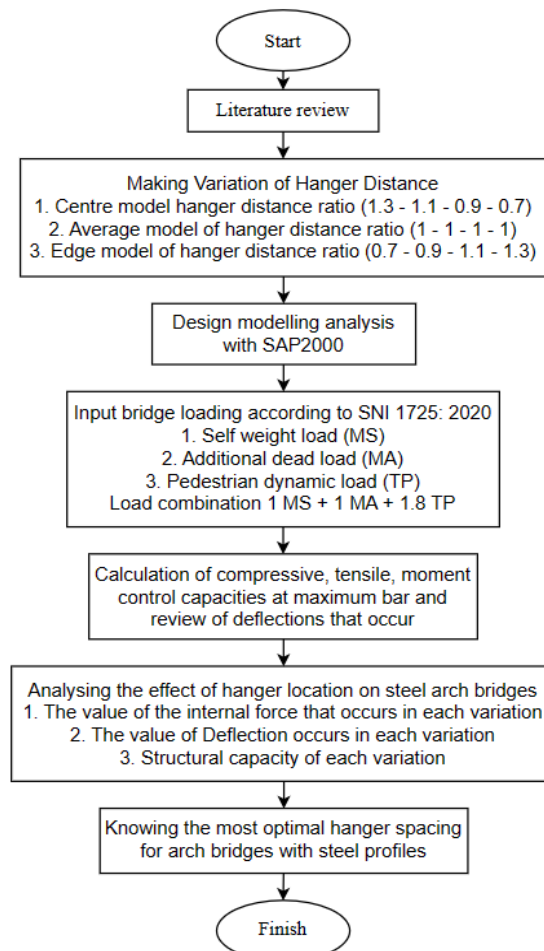 Start
Literature review
Making Variation of Hanger Distance
1. Centre model hanger distance ratio (1.3 - 1.1 - 0.9 - 0.7)
2. Average model of hanger distance ratio (1 - 1 - 1 - 1)
3. Edge model of hanger distance ratio (0.7 - 0.9 - 1.1 - 1.3)
Design modelling analysis
with SAP2000
Input bridge loading according to SNI 1725: 2020
1. Self weight load (MS)
2. Additional dead load (MA)
3. Pedestrian dynamic load (TP)
Load combination 1 MS + 1 MA + 1.8 TP
Calculation of compressive, tensile, moment
control capacities at maximum bar and
review of deflections that occur
Analysing the effect of hanger location on steel arch bridges
1. The value of the internal force that occurs in each variation
2. The value of Deflection occurs in each variation
3. Structural capacity of each variation
Knowing the most optimal hanger spacing
for arch bridges with steel profiles
Finish